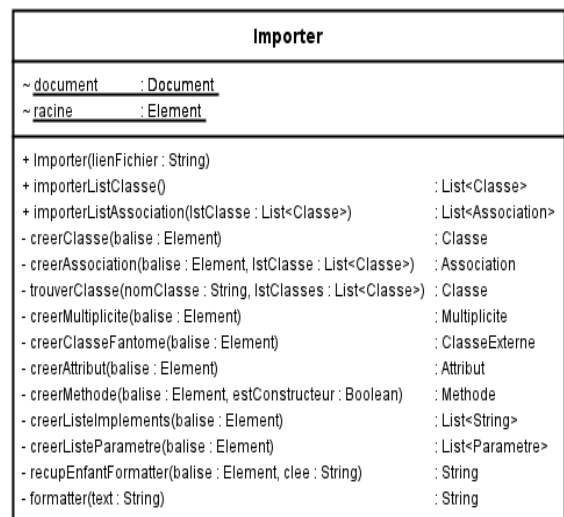 Importer
~ document : Document
~ racine : Element
+ Importer(lienFichier : String)
+ importerListClasse() : List<Classe>
+ importerListAssociation(lstClasse : List<Classe>) : List<Association>
- creerClasse(balise : Element) : Classe
- creerAssociation(balise : Element, lstClasse : List<Classe>) : Association
- trouverClasse(nomClasse : String, lstClasses : List<Classe>) : Classe
- creerMultiplicite(balise : Element) : Multiplicite
- creerClasseFantome(balise : Element) : ClasseExterne
- creerAttribut(balise : Element) : Attribut
- creerMethode(balise : Element, estConstructeur : Boolean) : Methode
- creerListeImplements(balise : Element) : List<String>
- creerListeParametre(balise : Element) : List<Parametre>
- recupEnfantFormatter(balise : Element, clee : String) : String
- formatter(text : String) : String